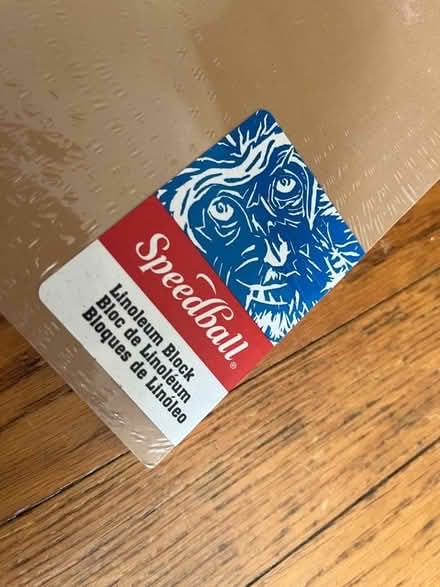 Speedball®
Linoleum Block
Bloc de Linoléum
Bloques de Linóleo